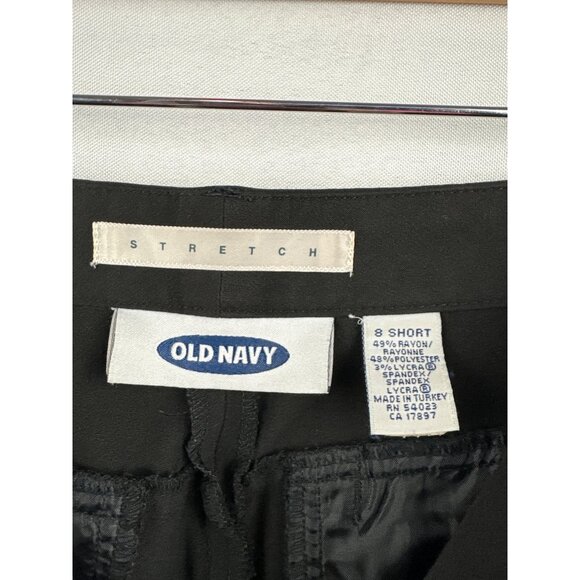 STRETCH
OLD NAVY
8 SHORT
49% RAYON/
RAYONNE
48% POLYESTER
3% LYCRA®
SPANDEX/
SPANDEX
LYCRA®
MADE IN TURKEY
RN 54023
CA 17897